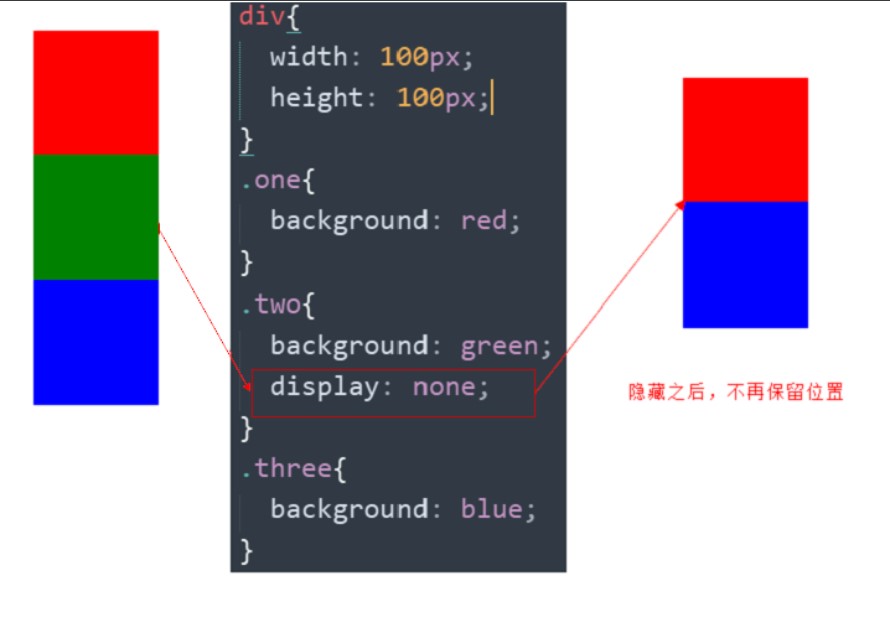 div{
width: 100px;
height: 100px;
}
.one{
background: red;
}
.two{
background: green;
display: none;
}
.three{
background: blue;
}
隐藏之后，不再保留位置